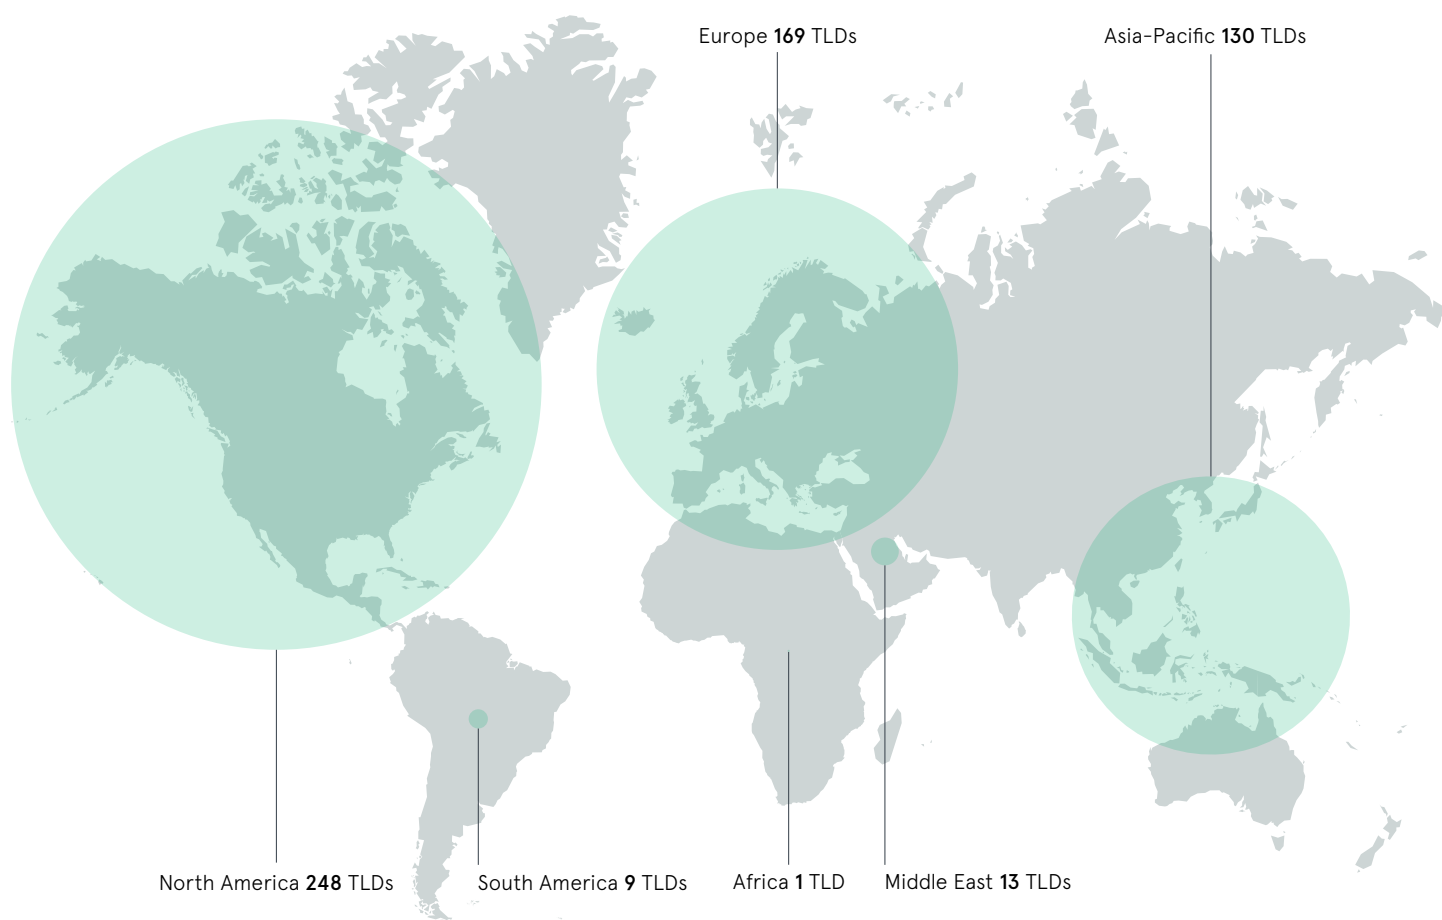 Europe 169 TLDs
Asia-Pacific 130 TLDs
North America 248 TLDs
South America 9 TLDs
Africa 1 TLD
Middle East 13 TLDs